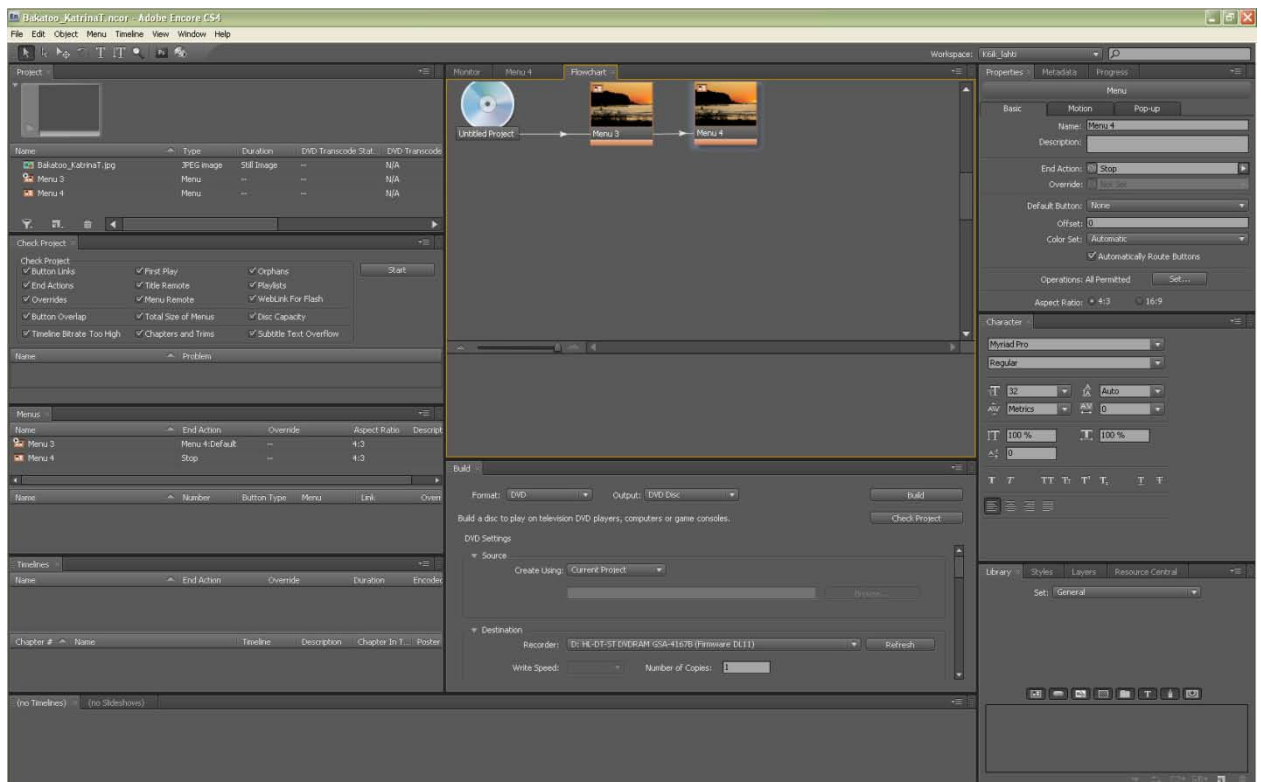 Bakatoo_KatrinaT.ncor - Adobe Encore CS4
File Edit Object Menu Timeline View Window Help
Workspace: Kõik_lahti
Project
Name Type Duration DVD Transcode Stat... DVD Transcode
Bakatoo_KatrinaT.jpg JPEG image Still Image -- N/A
Menu 3 Menu -- -- N/A
Menu 4 Menu -- -- N/A
Check Project
Check Project
Button Links First Play Orphans Start
End Actions Title Remote Playlists
Overrides Menu Remote WebLink For Flash
Button Overlap Total Size of Menus Disc Capacity
Timeline Bitrate Too High Chapters and Trims Subtitle Text Overflow
Name Problem
Menus
Name End Action Override Aspect Ratio Descript
Menu 3 Menu 4:Default -- 4:3
Menu 4 Stop -- 4:3
Name Number Button Type Menu Link Overr
Timelines
Name End Action Override Duration Encoded
Chapter # Name Timeline Description Chapter In T... Poster
(no Timelines) (no Slideshows)
Monitor Menu 4 Flowchart
Untitled Project Menu 3 Menu 4
Build
Format: DVD Output: DVD Disc Build
Build a disc to play on television DVD players, computers or game consoles. Check Project
DVD Settings
Source
Create Using: Current Project
Browse...
Destination
Recorder: D: HL-DT-ST DVDRAM GSA-4167B (Firmware DL11) Refresh
Write Speed: Number of Copies: 1
Properties Metadata Progress
Menu
Basic Motion Pop-up
Name: Menu 4
Description:
End Action: Stop
Override: Not Set
Default Button: None
Offset: 0
Color Set: Automatic
Automatically Route Buttons
Operations: All Permitted Set...
Aspect Ratio: 4:3 16:9
Character
Myriad Pro
Regular
32 Auto
Metrics 0
100 % 100 %
0
Library Styles Layers Resource Central
Set: General